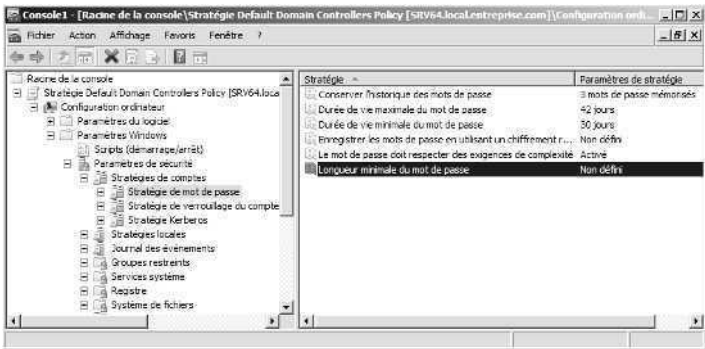 Console1 - [Racine de la console\Stratégie Default Domain Controllers Policy [SRV64.local.entreprise.com]\Configuration ordi...
Fichier Action Affichage Favoris Fenêtre ?
Racine de la console
Stratégie Default Domain Controllers Policy [SRV64.loca
Configuration ordinateur
Paramètres du logiciel
Paramètres Windows
Scripts (démarrage/arrêt)
Paramètres de sécurité
Stratégies de comptes
Stratégie de mot de passe
Stratégie de verrouillage du compte
Stratégie Kerberos
Stratégies locales
Journal des événements
Groupes restreints
Services système
Registre
Système de fichiers
Stratégie Paramètres de stratégie
Conserver l'historique des mots de passe 3 mots de passe mémorisés
Durée de vie maximale du mot de passe 42 jours
Durée de vie minimale du mot de passe 30 jours
Enregistrer les mots de passe en utilisant un chiffrement r... Non défini
Le mot de passe doit respecter des exigences de complexité Activé
Longueur minimale du mot de passe Non défini